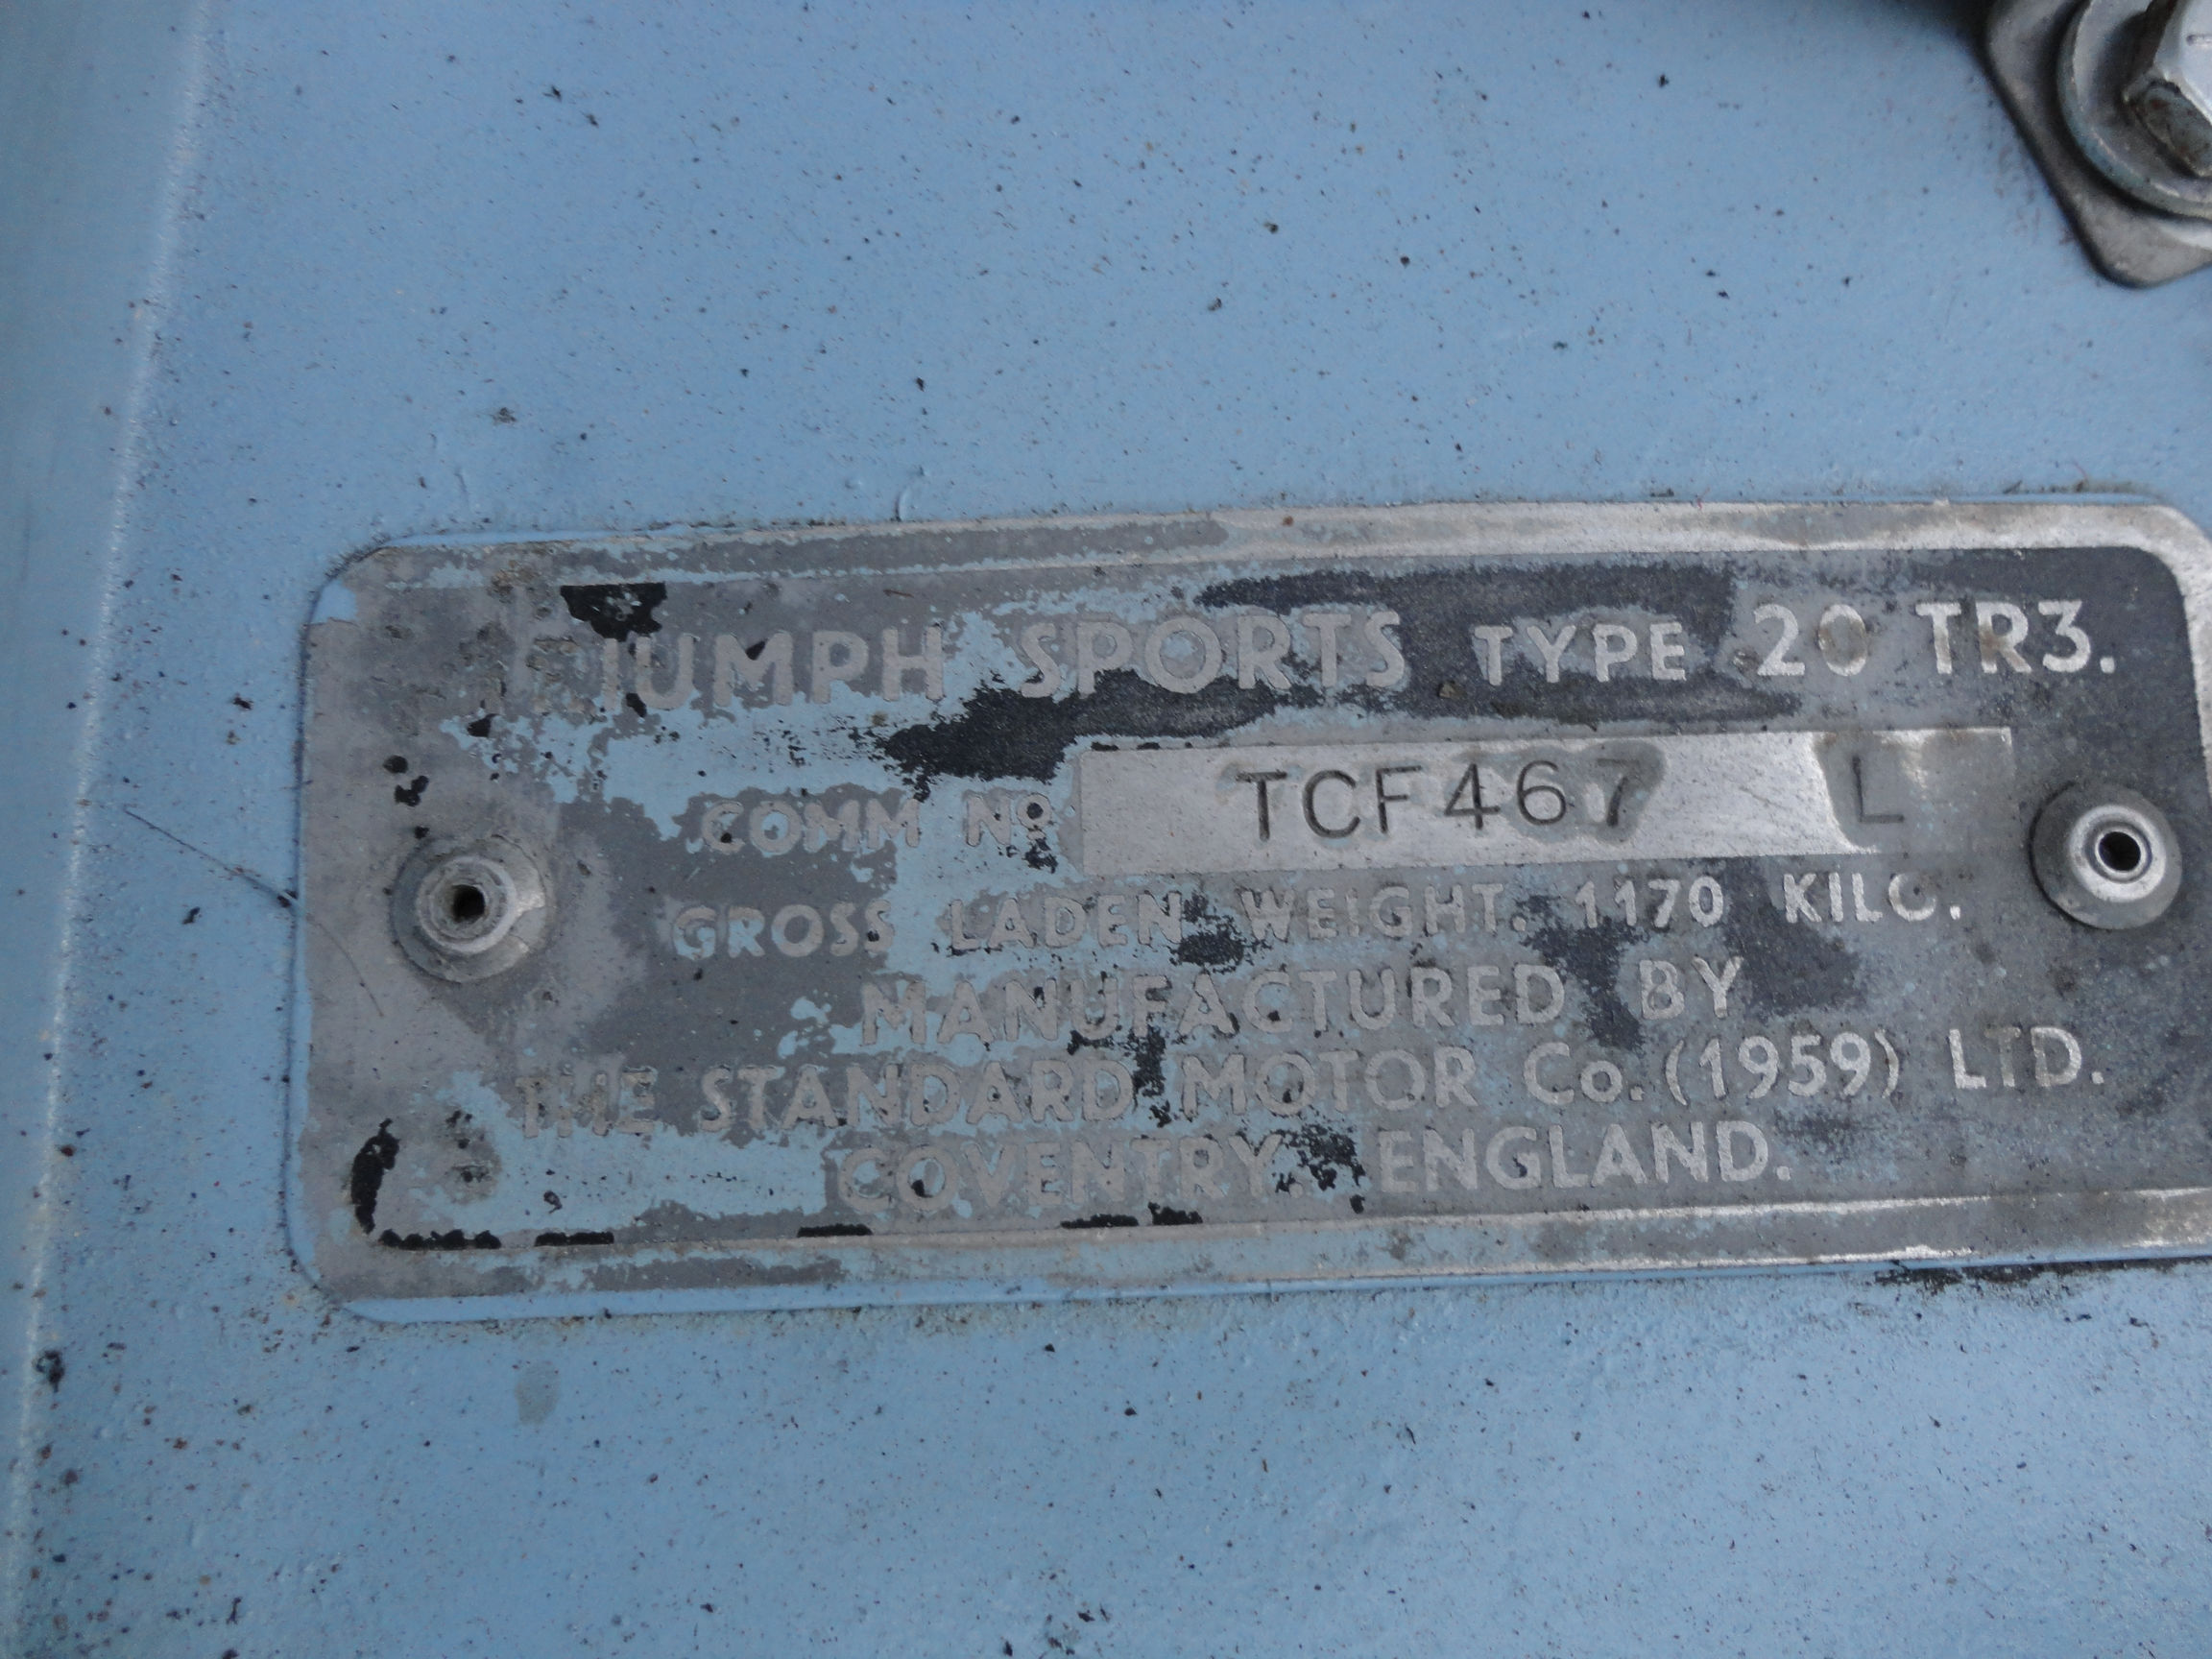 TRIUMPH SPORTS TYPE 20 TR3.
COMM Nº TCF467 L
GROSS LADEN WEIGHT. 1170 KILO.
MANUFACTURED BY
THE STANDARD MOTOR Co. (1959) LTD.
COVENTRY. ENGLAND.